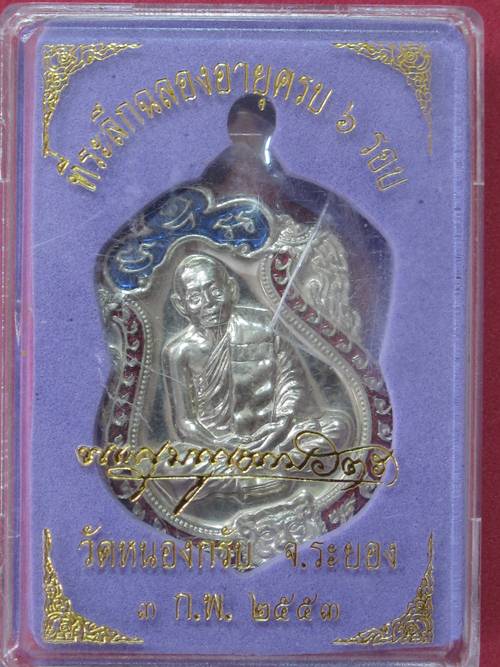 ที่ระลึกฉลองอายุครบ ๖ รอบ
วัดหนองกรับ จ.ระยอง
๓ ก.พ. ๒๕๕๓